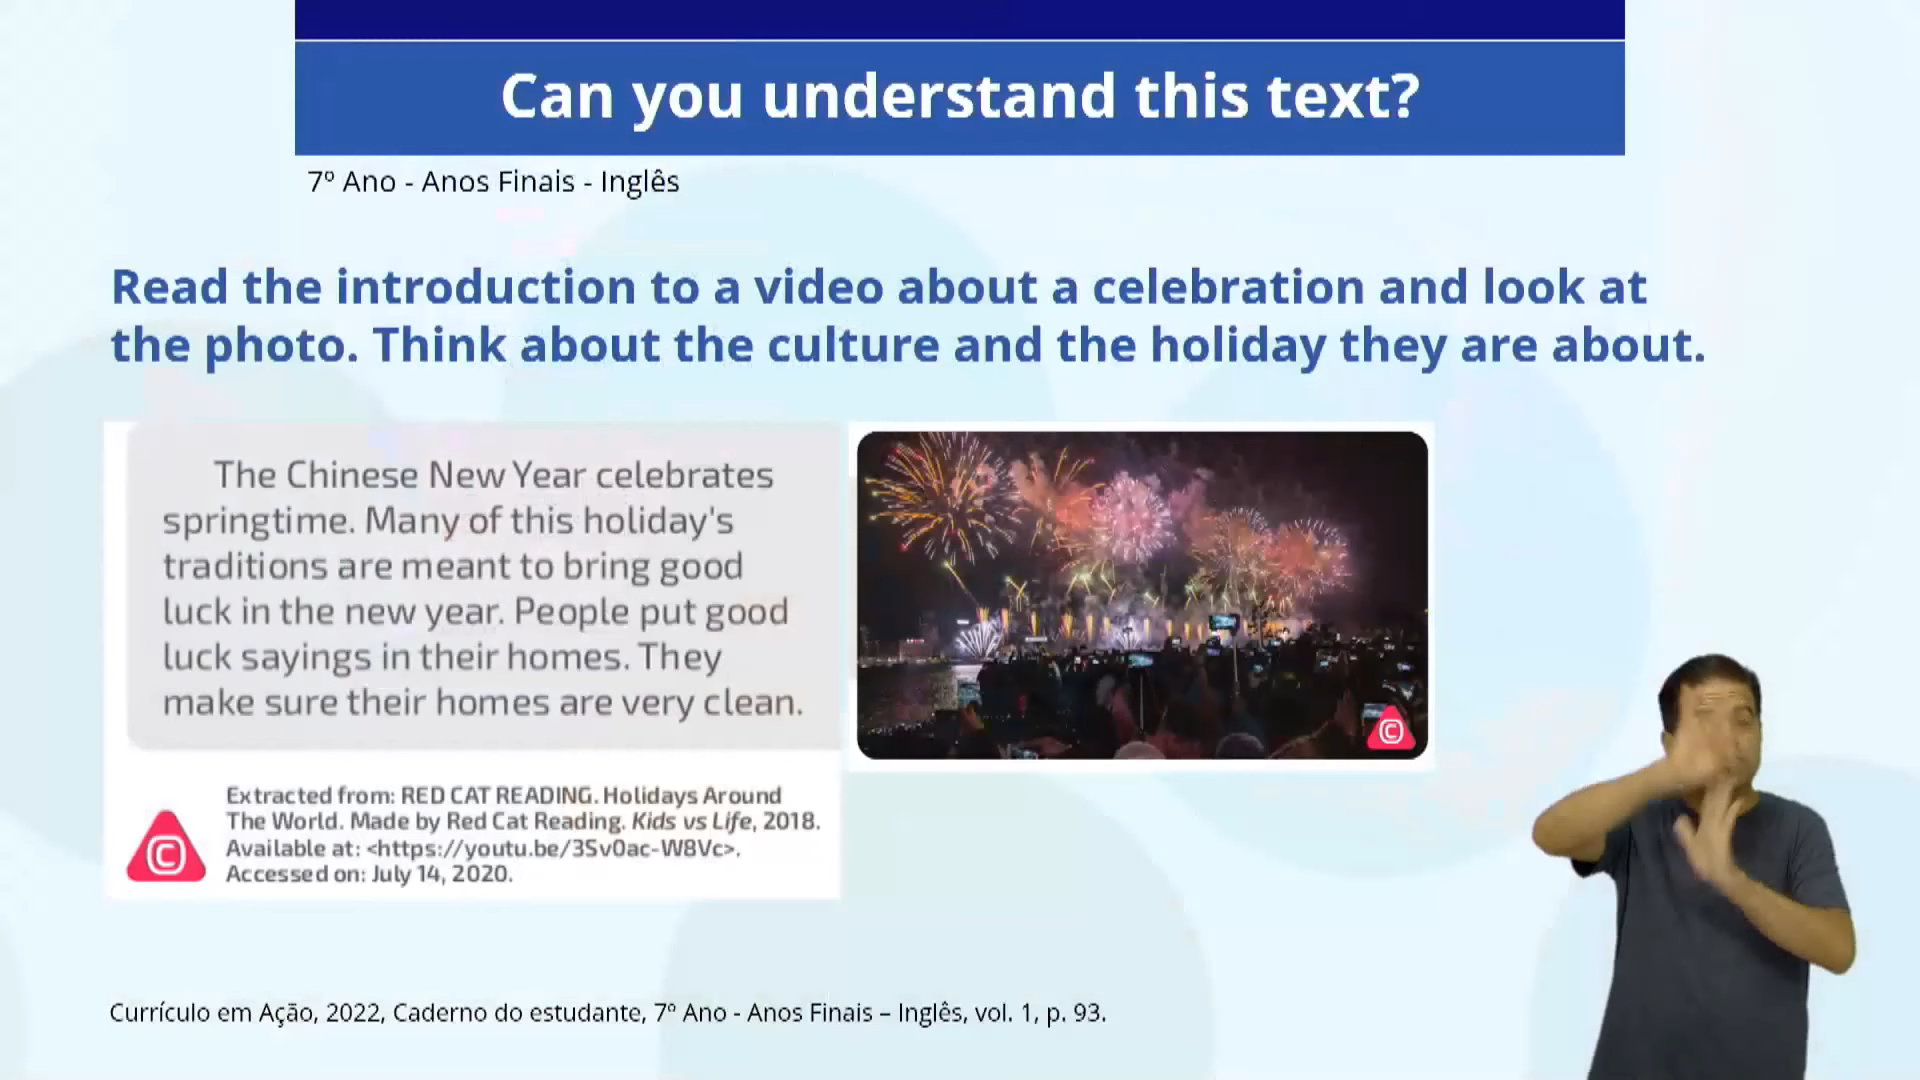 Can you understand this text?
7º Ano - Anos Finais - Inglês
Read the introduction to a video about a celebration and look at
the photo. Think about the culture and the holiday they are about.
The Chinese New Year celebrates
springtime. Many of this holiday's
traditions are meant to bring good
luck in the new year. People put good
luck sayings in their homes. They
make sure their homes are very clean.
©
Extracted from: RED CAT READING. Holidays Around
The World. Made by Red Cat Reading. Kids vs Life, 2018.
Available at: <https://youtu.be/3Sv0ac-W8Vc>.
Accessed on: July 14, 2020.
©
Currículo em Ação, 2022, Caderno do estudante, 7º Ano - Anos Finais – Inglês, vol. 1, p. 93.